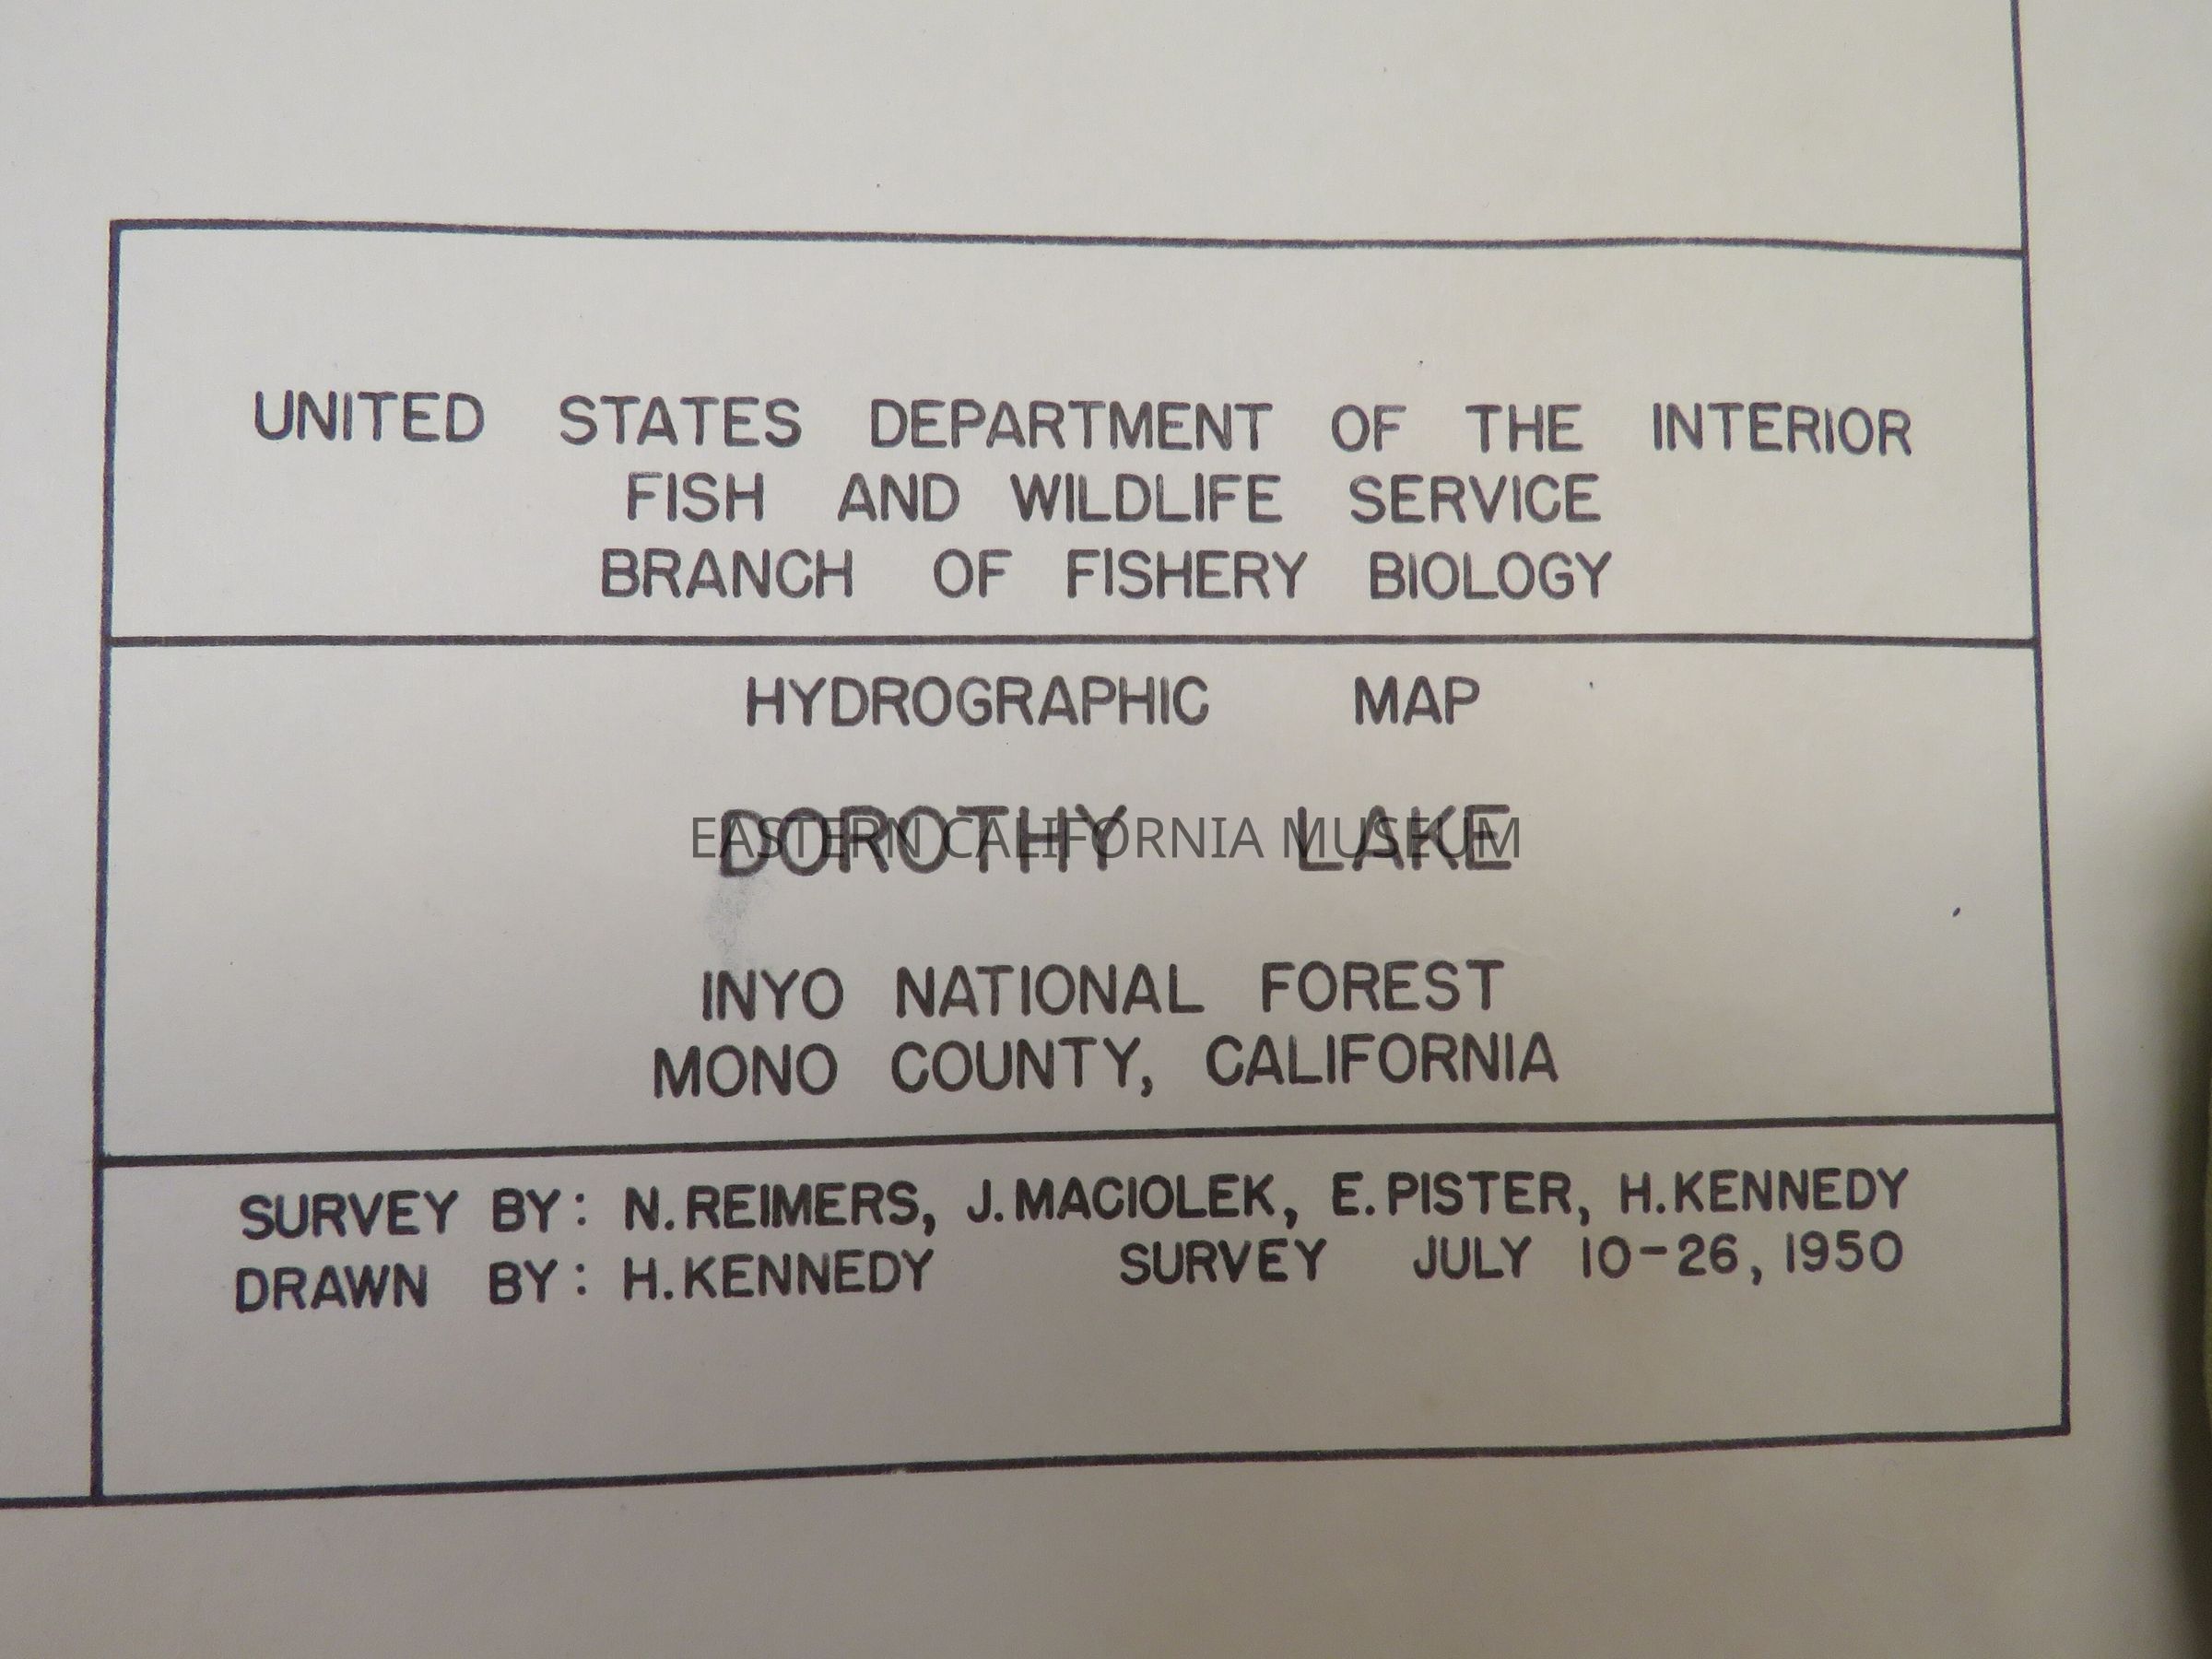 UNITED STATES DEPARTMENT OF THE INTERIOR
FISH AND WILDLIFE SERVICE
BRANCH OF FISHERY BIOLOGY
HYDROGRAPHIC MAP
DOROTHY LAKE
EASTERN CALIFORNIA MUSEUM
INYO NATIONAL FOREST
MONO COUNTY, CALIFORNIA
SURVEY BY: N. REIMERS, J. MACIOLEK, E. PISTER, H. KENNEDY
DRAWN BY: H. KENNEDY SURVEY JULY 10-26, 1950